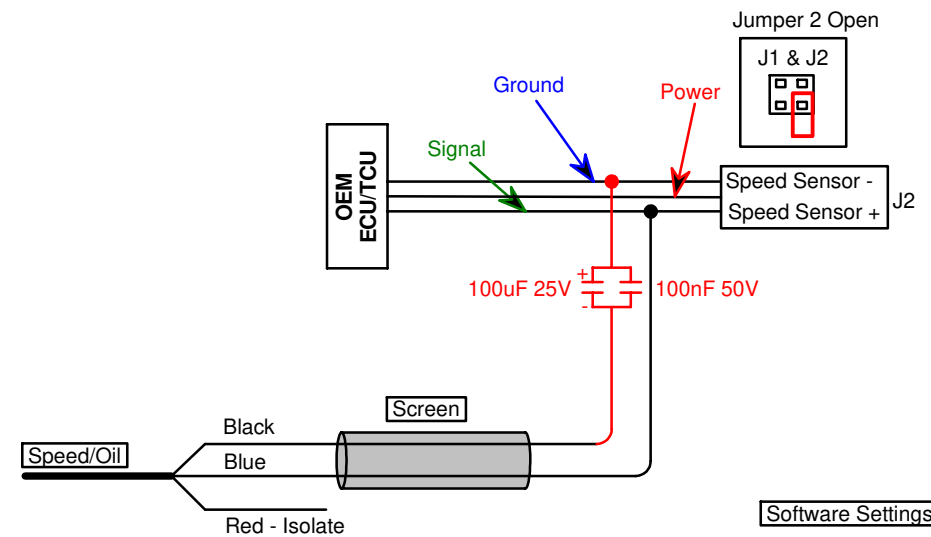 Jumper 2 Open
J1 & J2
Ground
Power
Signal
OEM
ECU/TCU
Speed Sensor -
Speed Sensor +
J2
+
-
100uF 25V
100nF 50V
Screen
Black
Speed/Oil
Blue
Red - Isolate
Software Settings